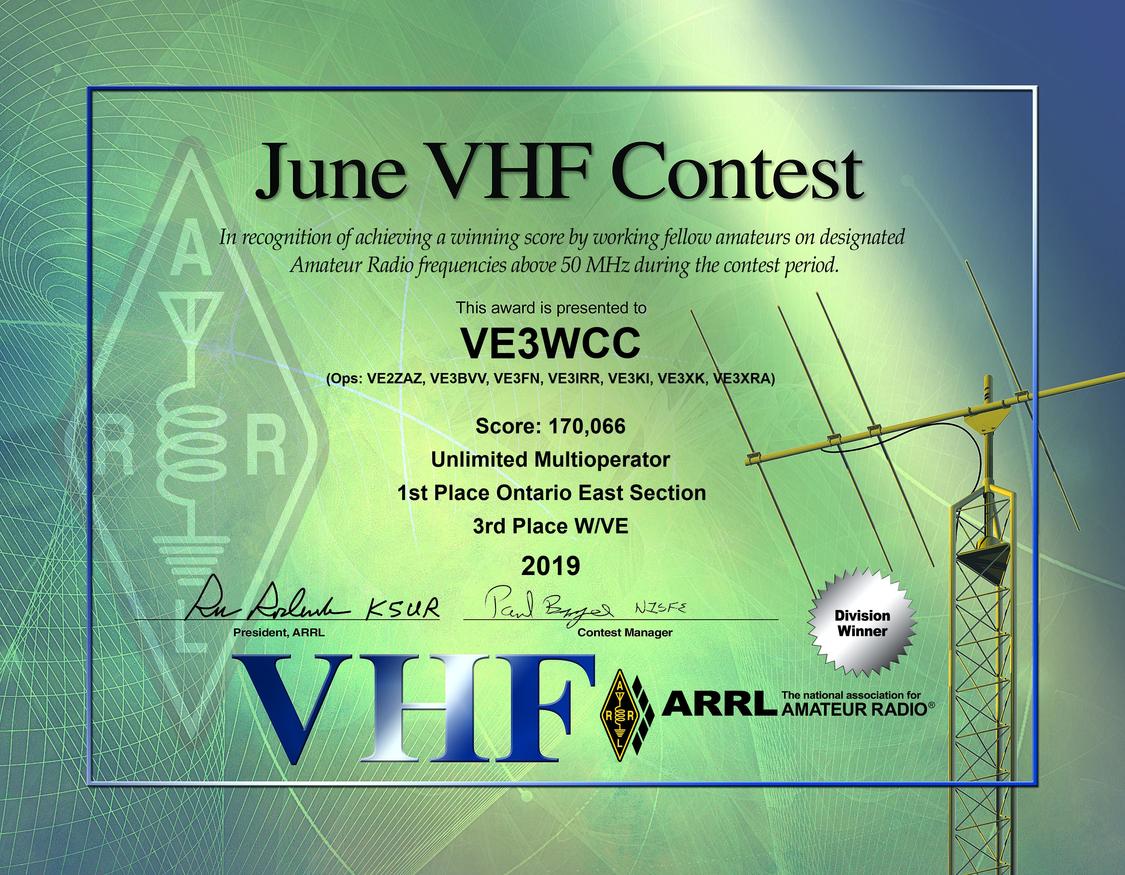 June VHF Contest
In recognition of achieving a winning score by working fellow amateurs on designated
Amateur Radio frequencies above 50 MHz during the contest period.
This award is presented to
VE3WCC
(Ops: VE2ZAZ, VE3BVV, VE3FN, VE3IRR, VE3KI, VE3XK, VE3XRA)
Score: 170,066
Unlimited Multioperator
1st Place Ontario East Section
3rd Place W/VE
2019
K5UR
N1SFE
President, ARRL
Contest Manager
Division
Winner
VHF
ARRL
The national association for
AMATEUR RADIO®
A
R R
L
A
R R
L